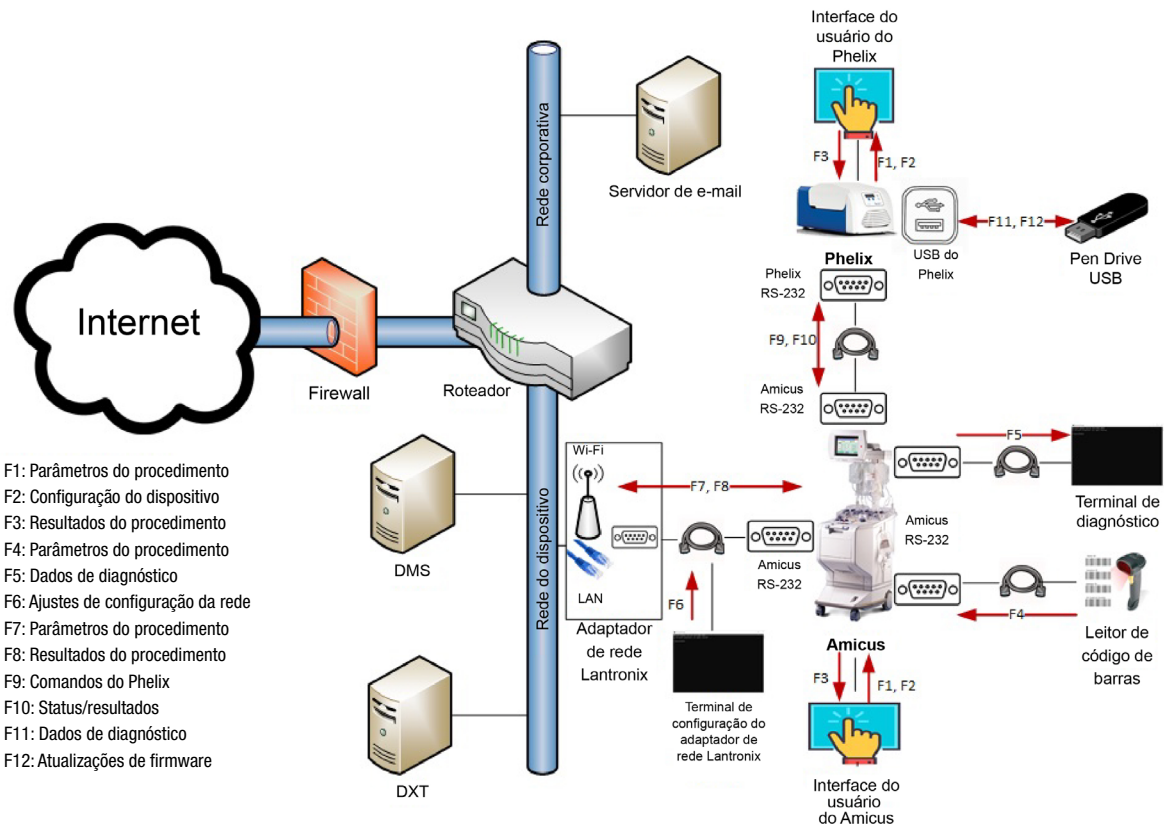 Interface do
usuário do
Phelix
Rede corporativa
Servidor de e-mail
F3
F1, F2
F11, F12
Phelix
USB do
Phelix
Pen Drive
USB
Phelix
RS-232
Internet
F9, F10
Firewall
Roteador
Amicus
RS-232
Wi-Fi
F7, F8
F5
Terminal de
diagnóstico
F1: Parâmetros do procedimento
F2: Configuração do dispositivo
F3: Resultados do procedimento
F4: Parâmetros do procedimento
F5: Dados de diagnóstico
F6: Ajustes de configuração da rede
F7: Parâmetros do procedimento
F8: Resultados do procedimento
F9: Comandos do Phelix
F10: Status/resultados
F11: Dados de diagnóstico
F12: Atualizações de firmware
DMS
Rede do dispositivo
LAN
Amicus
RS-232
Amicus
RS-232
F6
F4
Adaptador
de rede
Lantronix
Leitor de
código de
barras
Amicus
F3
F1, F2
Terminal de
configuração do
adaptador de
rede Lantronix
DXT
Interface do
usuário
do Amicus